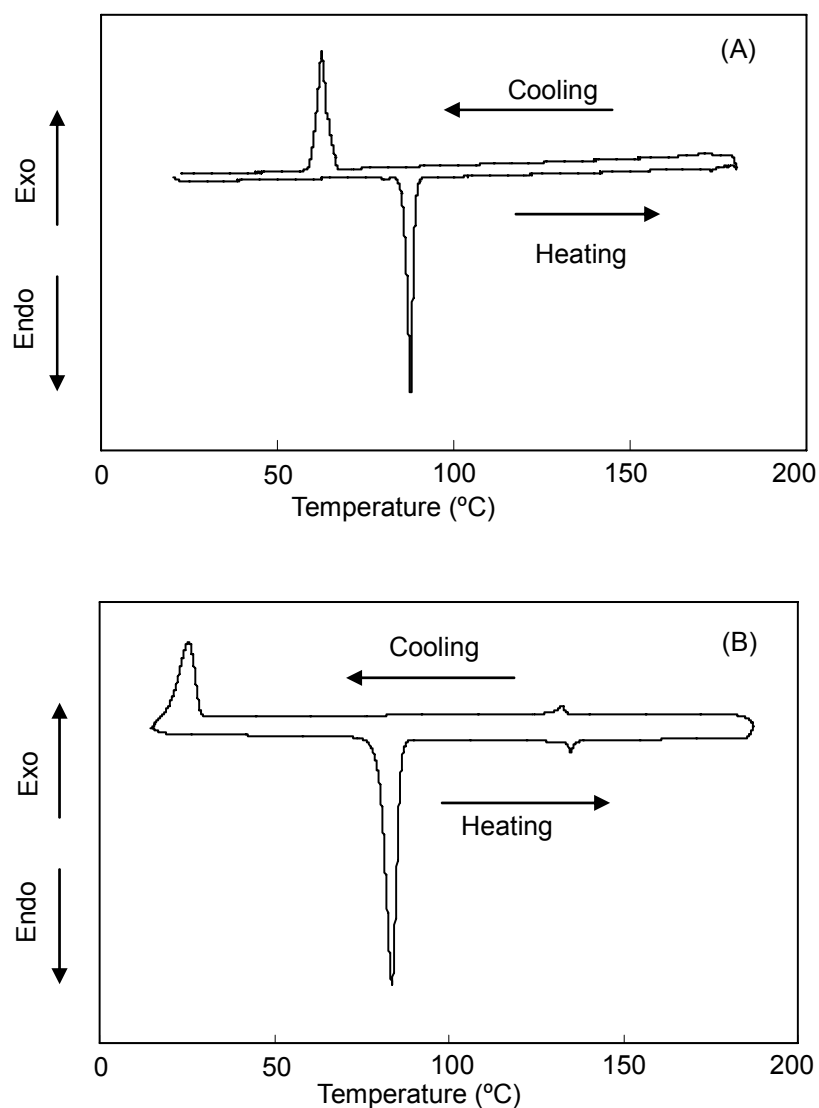 (A)
Cooling
Exo
Heating
Endo
0 50 100 150 200
Temperature (ºC)
(B)
Cooling
Exo
Heating
Endo
0 50 100 150 200
Temperature (ºC)